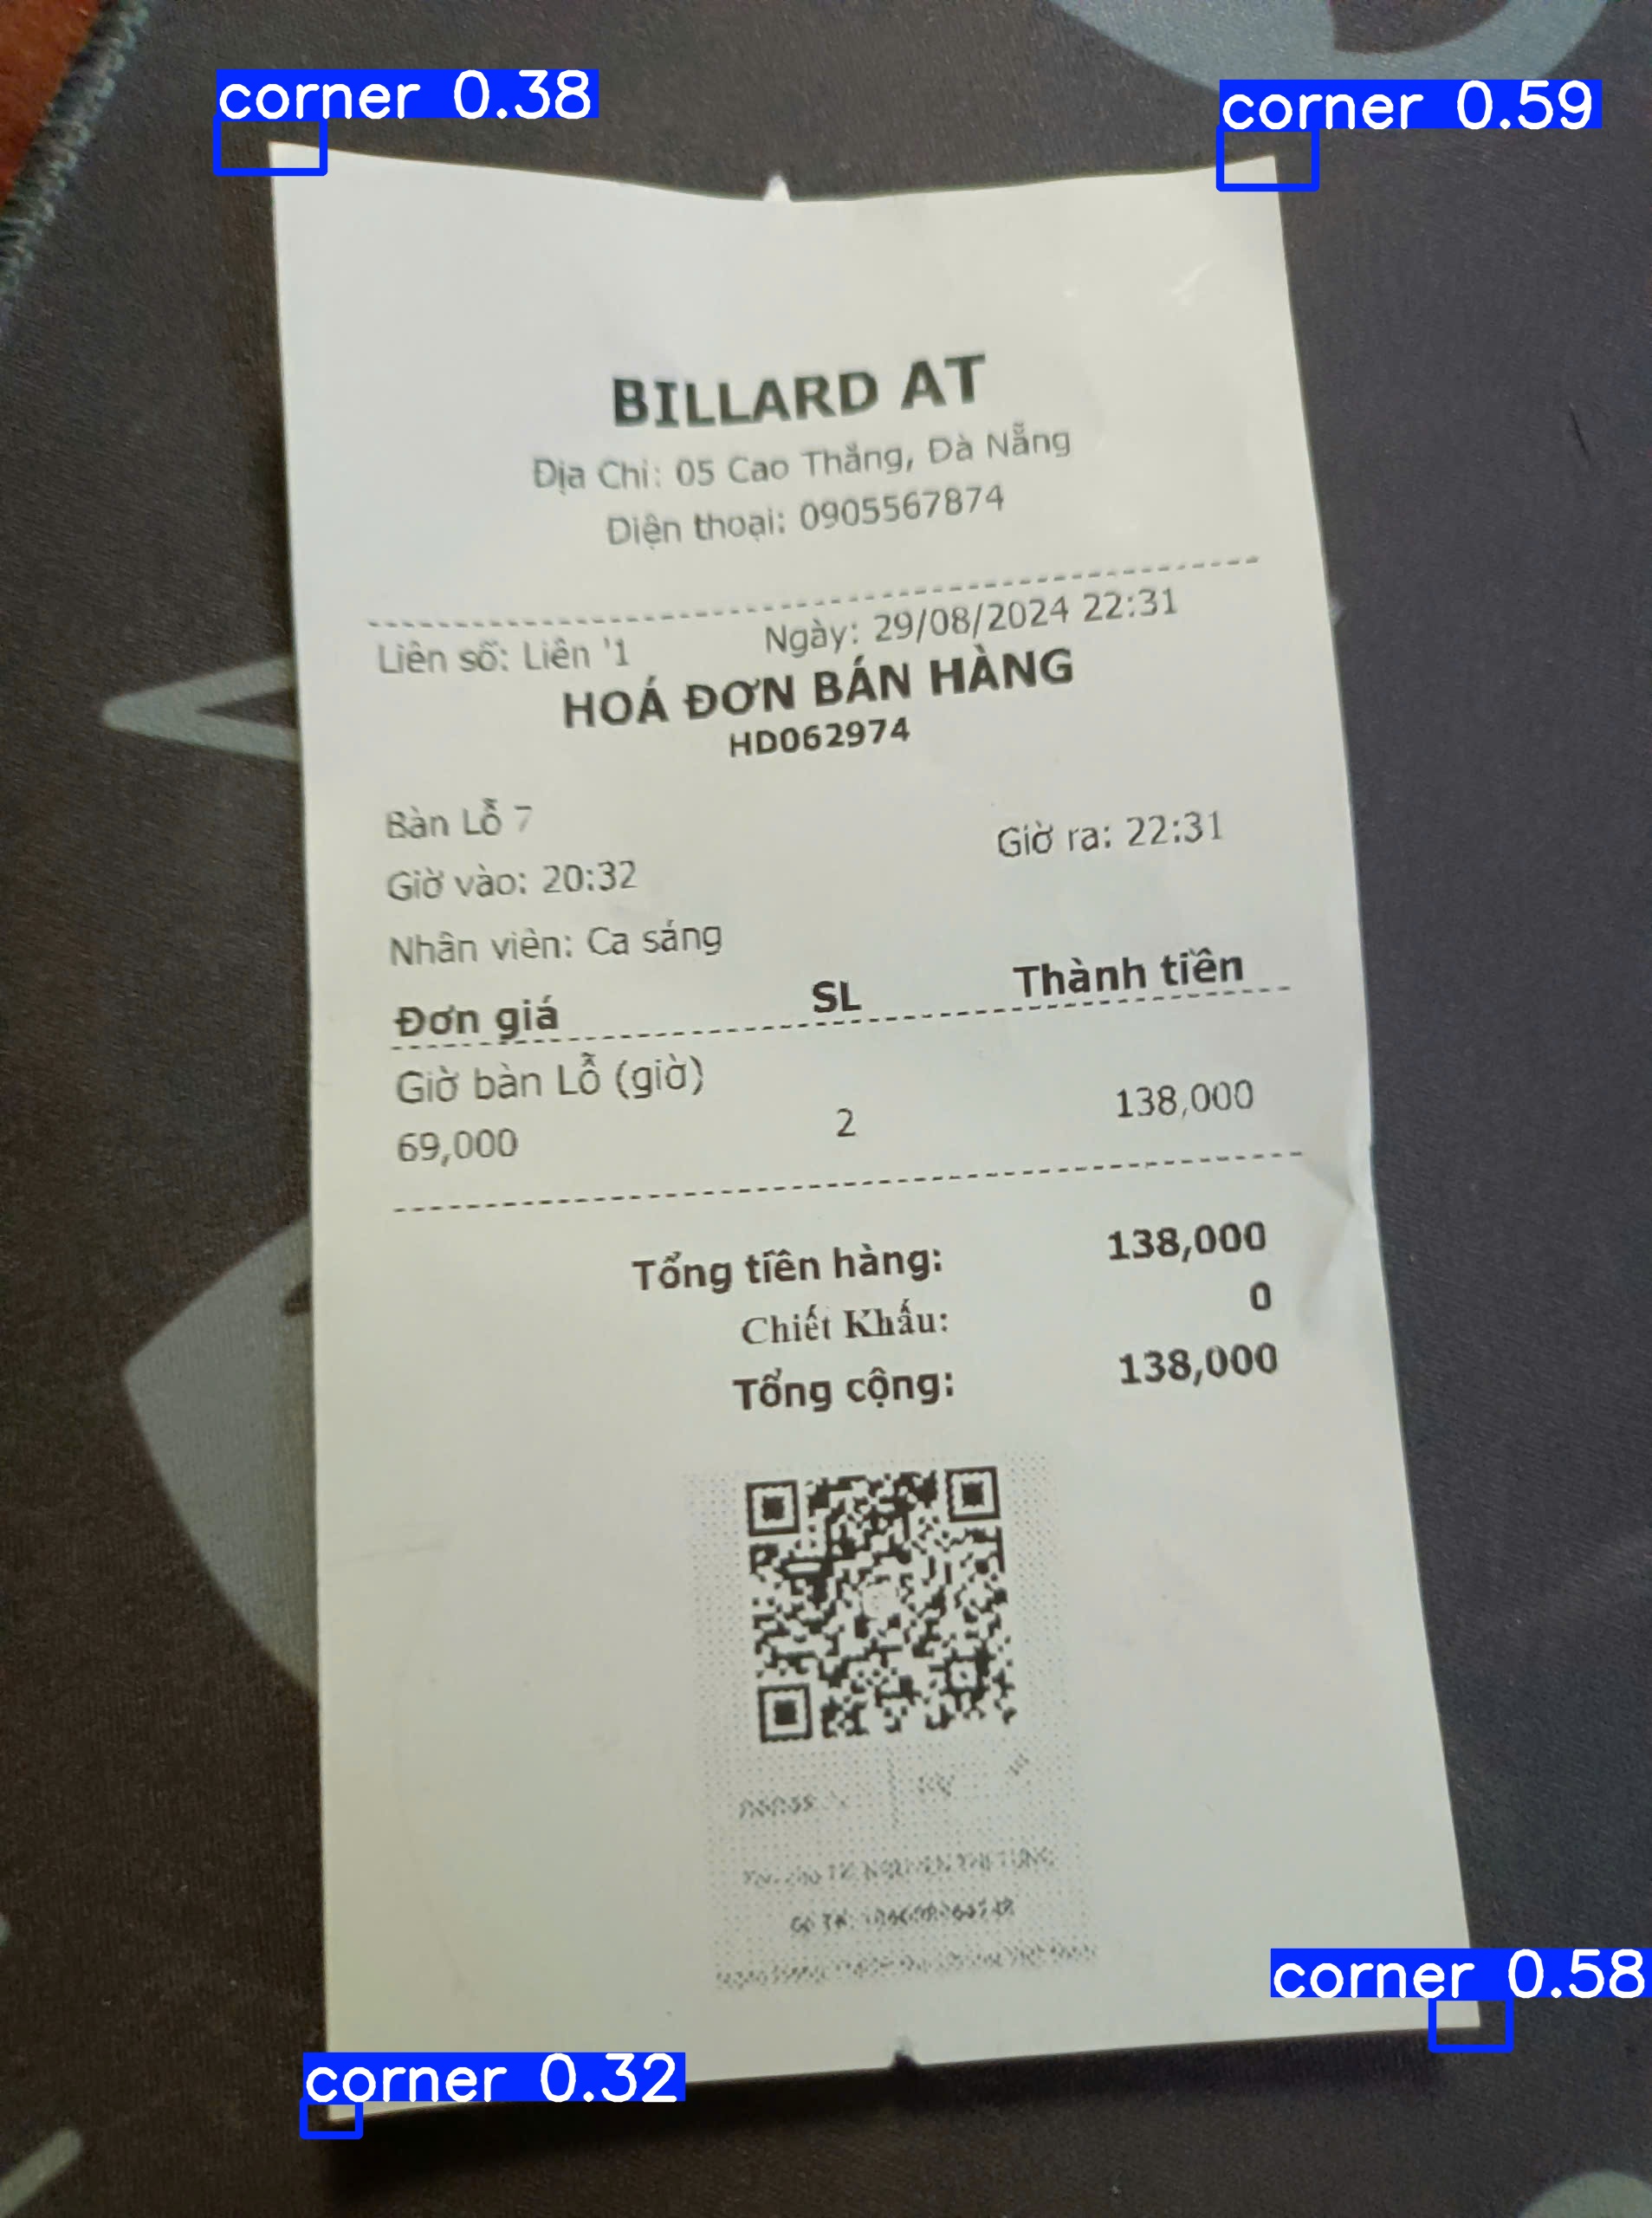 corner 0.38
corner 0.59
BILLARD AT
Địa Chỉ: 05 Cao Thắng, Đà Nẵng
Điện thoại: 0905567874
Liên số: Liên '1 Ngày: 29/08/2024 22:31
HOÁ ĐƠN BÁN HÀNG
HD062974
Bàn Lỗ 7
Giờ vào: 20:32 Giờ ra: 22:31
Nhân viên: Ca sáng
Đơn giá SL Thành tiền
Giờ bàn Lỗ (giờ)
69,000 2 138,000
Tổng tiền hàng: 138,000
Chiết Khấu: 0
Tổng cộng: 138,000
corner 0.58
corner 0.32